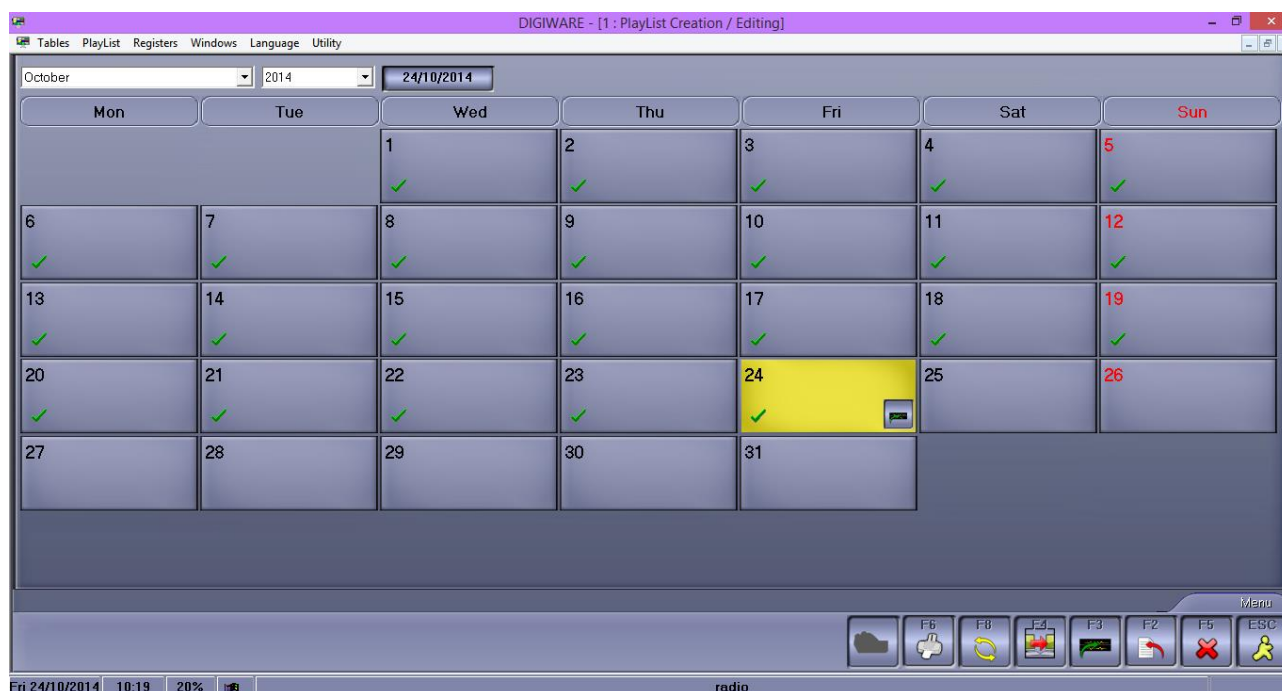 DIGIWARE - [1 : PlayList Creation / Editing]
Tables PlayList Registers Windows Language Utility
October 2014 24/10/2014
Mon Tue Wed Thu Fri Sat Sun
1 2 3 4 5
6 7 8 9 10 11 12
13 14 15 16 17 18 19
20 21 22 23 24 25 26
27 28 29 30 31
Menu
F6 F8 F4 F3 F2 F5 ESC
Fri 24/10/2014 10:19 20% radio